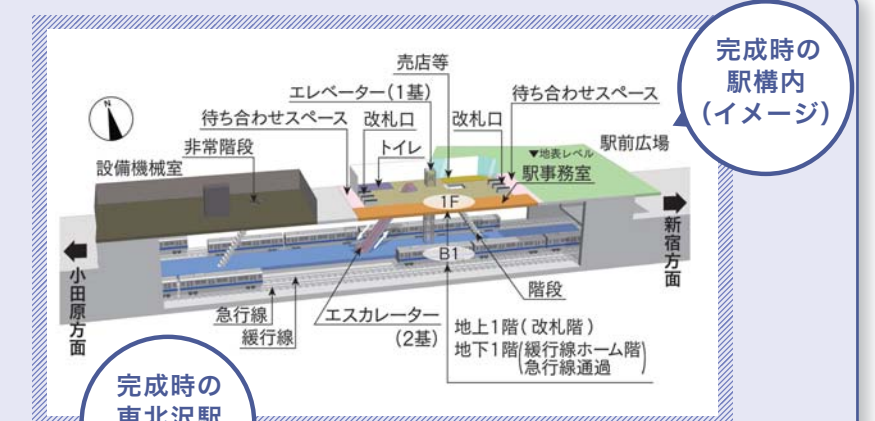 完成時の
駅構内
(イメージ)
売店等
エレベーター(1基)
待ち合わせスペース
待ち合わせスペース
改札口
改札口
非常階段
トイレ
▼地表レベル
駅前広場
設備機械室
駅事務室
N
1F
B1
新宿方面
小田原方面
階段
急行線
緩行線
エスカレーター
(2基)
地上1階(改札階)
地下1階(緩行線ホーム階
急行線通過)
完成時の
東北沢駅